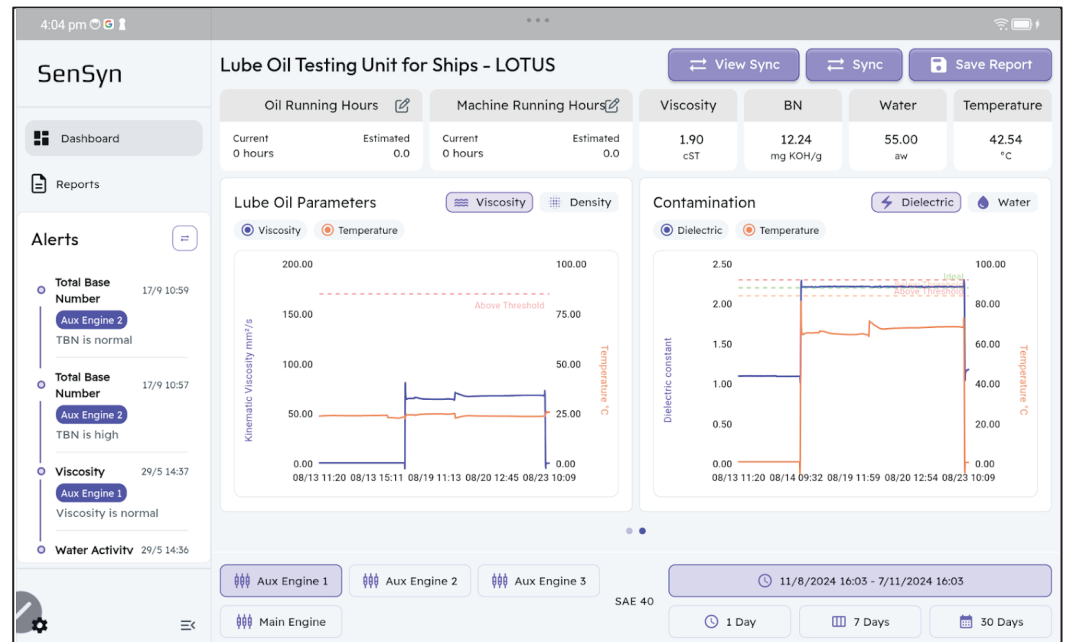 4:04 pm
SenSyn
Dashboard
Reports
Alerts
Total Base Number
17/9 10:59
Aux Engine 2
TBN is normal
Total Base Number
17/9 10:57
Aux Engine 2
TBN is high
Viscosity
29/5 14:37
Aux Engine 1
Viscosity is normal
Water Activity
29/5 14:36
Lube Oil Testing Unit for Ships - LOTUS
View Sync
Sync
Save Report
Oil Running Hours
Current Estimated
0 hours 0.0
Machine Running Hours
Current Estimated
0 hours 0.0
Viscosity
1.90
cST
BN
12.24
mg KOH/g
Water
55.00
aw
Temperature
42.54
°C
Lube Oil Parameters
Viscosity
Density
Viscosity
Temperature
200.00
150.00
100.00
50.00
0.00
Kinematic Viscosity mm²/s
Above Threshold
100.00
75.00
50.00
25.00
0.00
Temperature °C
08/13 11:20 08/13 15:11 08/19 11:13 08/20 12:45 08/23 10:09
Contamination
Dielectric
Water
Dielectric
Temperature
2.50
2.00
1.50
1.00
0.50
0.00
Dielectric constant
Ideal
Above Threshold
100.00
80.00
60.00
40.00
20.00
0.00
Temperature °C
08/13 11:20 08/14 09:32 08/19 11:59 08/20 12:54 08/23 10:09
Aux Engine 1
Aux Engine 2
Aux Engine 3
Main Engine
SAE 40
11/8/2024 16:03 - 7/11/2024 16:03
1 Day
7 Days
30 Days